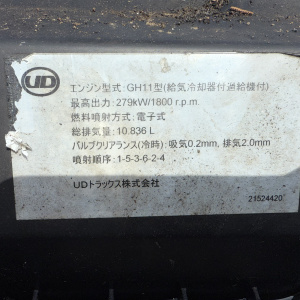 UD
エンジン型式：GH11型(給気冷却器付過給機付)
最高出力：279kW/1800 r.p.m.
燃料噴射方式：電子式
総排気量：10.836 L
バルブクリアランス(冷時)：吸気0.2mm, 排気2.0mm
噴射順序：1-5-3-6-2-4
UDトラックス株式会社
21524420